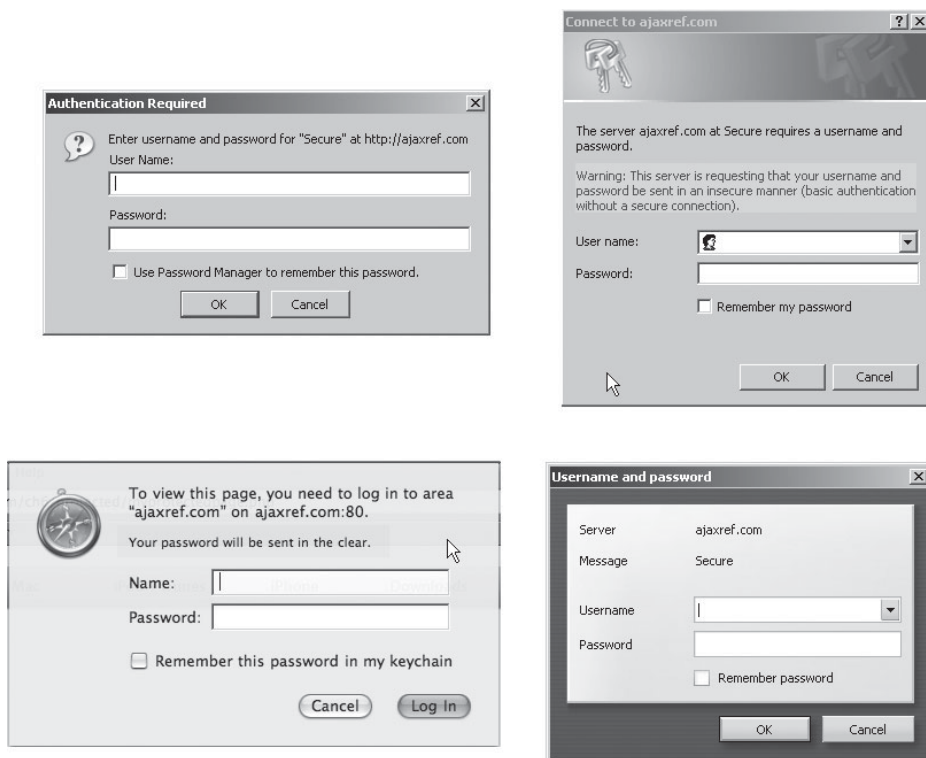 Authentication Required
Enter username and password for "Secure" at http://ajaxref.com
User Name:
Password:
Use Password Manager to remember this password.
OK Cancel
Connect to ajaxref.com
The server ajaxref.com at Secure requires a username and
password.
Warning: This server is requesting that your username and
password be sent in an insecure manner (basic authentication
without a secure connection).
User name:
Password:
Remember my password
OK Cancel
Help
To view this page, you need to log in to area
"ajaxref.com" on ajaxref.com:80.
Your password will be sent in the clear.
Name:
Password:
Remember this password in my keychain
Cancel Log In
Username and password
Server ajaxref.com
Message Secure
Username
Password
Remember password
OK Cancel